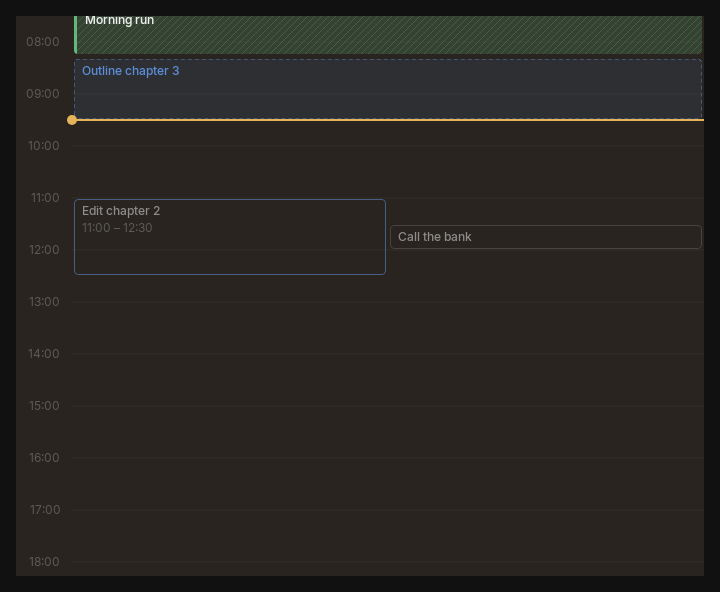 Morning run
08:00
Outline chapter 3
09:00
10:00
11:00
Edit chapter 2
11:00 – 12:30
Call the bank
12:00
13:00
14:00
15:00
16:00
17:00
18:00